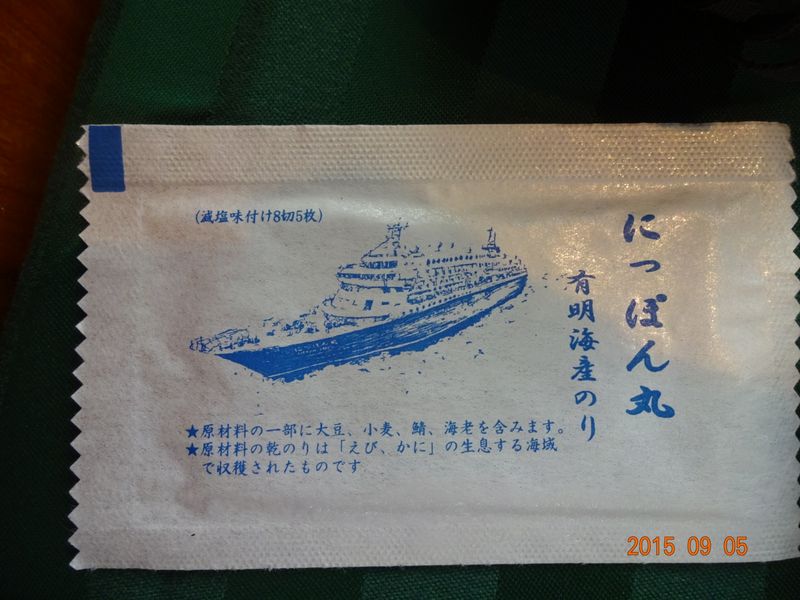 にっぽん丸
有明海産のり
(減塩味付け8切5枚)
★原材料の一部に大豆、小麦、鯖、海老を含みます。
★原材料の乾のりは「えび、かに」の生息する海域
で収穫されたものです
2015 09 05